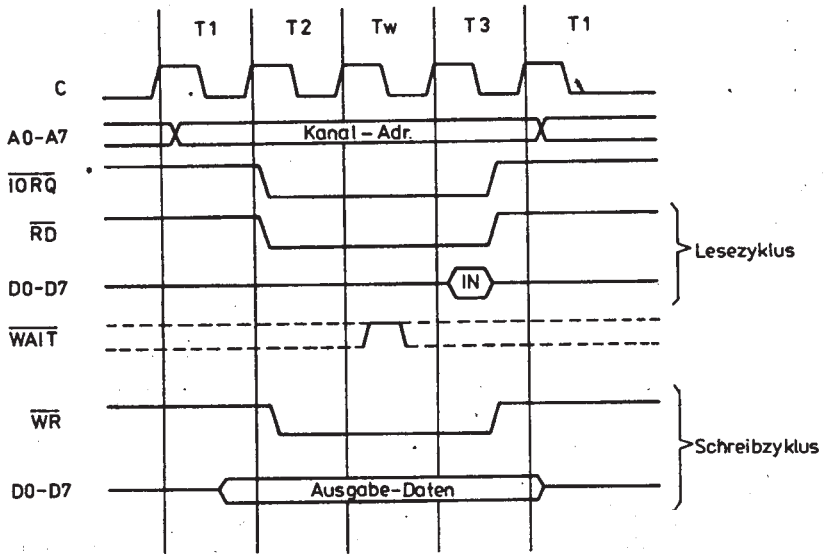 T1 T2 Tw T3 T1
C
A0-A7 Kanal-Adr.
IORQ
RD
Lesezyklus
D0-D7 IN
WAIT
WR
Schreibzyklus
D0-D7 Ausgabe-Daten